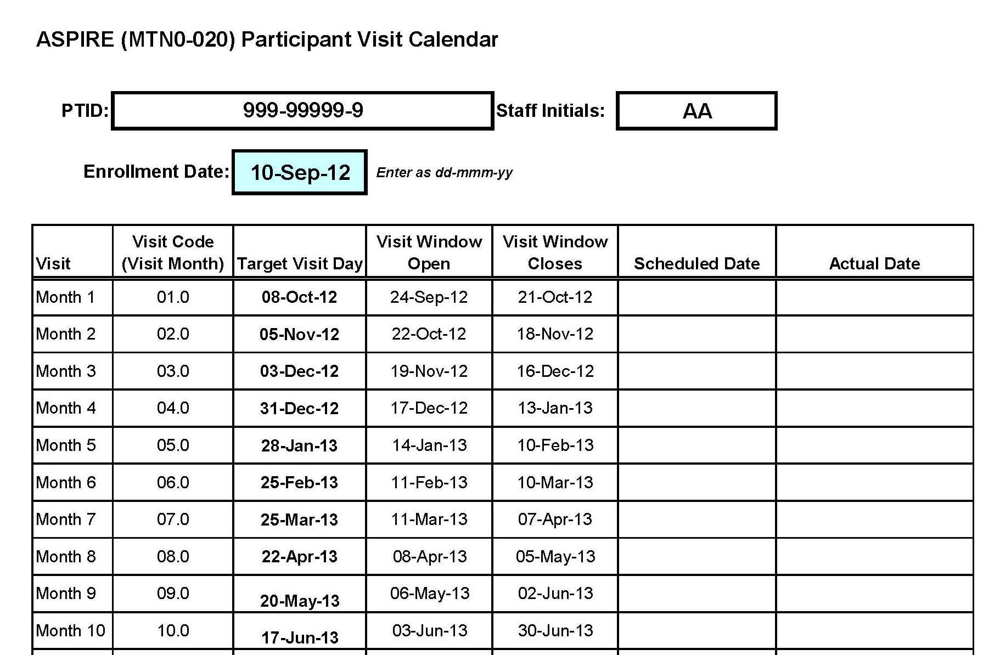 ASPIRE (MTN0-020) Participant Visit Calendar
PTID: 999-99999-9 Staff Initials: AA
Enrollment Date: 10-Sep-12 Enter as dd-mmm-yy
Visit Visit Code (Visit Month) Target Visit Day Visit Window Open Visit Window Closes Scheduled Date Actual Date
Month 1 01.0 08-Oct-12 24-Sep-12 21-Oct-12
Month 2 02.0 05-Nov-12 22-Oct-12 18-Nov-12
Month 3 03.0 03-Dec-12 19-Nov-12 16-Dec-12
Month 4 04.0 31-Dec-12 17-Dec-12 13-Jan-13
Month 5 05.0 28-Jan-13 14-Jan-13 10-Feb-13
Month 6 06.0 25-Feb-13 11-Feb-13 10-Mar-13
Month 7 07.0 25-Mar-13 11-Mar-13 07-Apr-13
Month 8 08.0 22-Apr-13 08-Apr-13 05-May-13
Month 9 09.0 20-May-13 06-May-13 02-Jun-13
Month 10 10.0 17-Jun-13 03-Jun-13 30-Jun-13